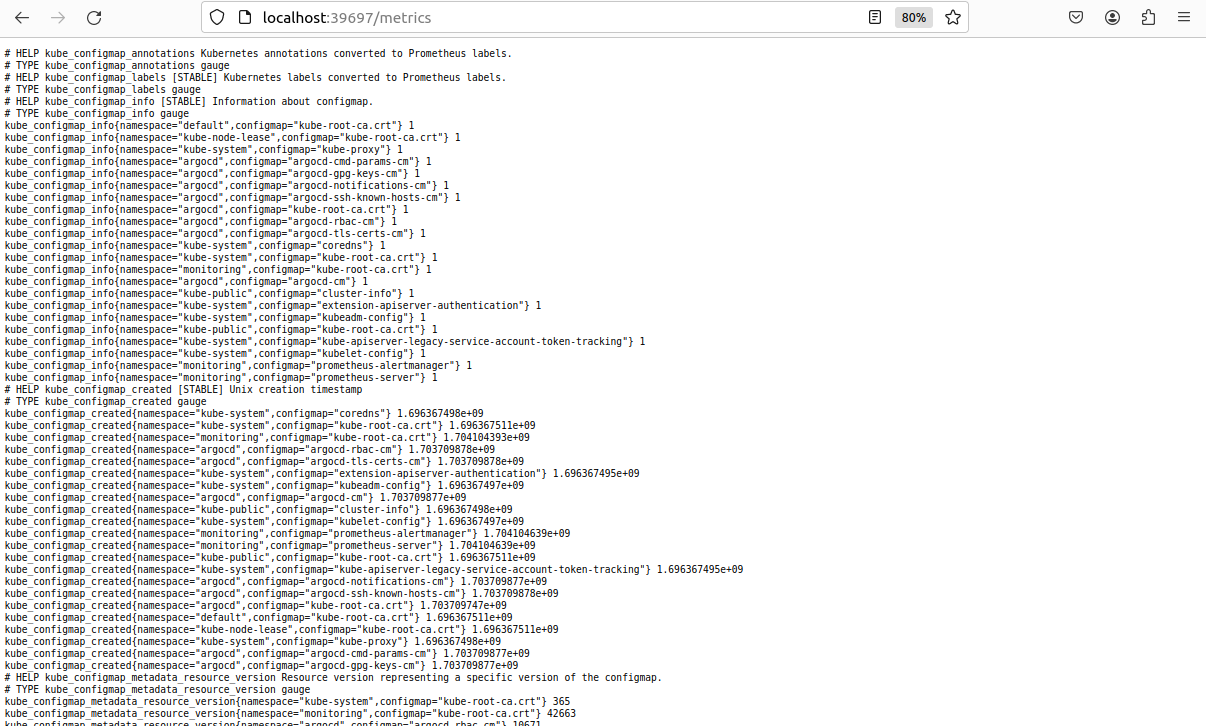 localhost:39697/metrics
80%
# HELP kube_configmap_annotations Kubernetes annotations converted to Prometheus labels.
# TYPE kube_configmap_annotations gauge
# HELP kube_configmap_labels [STABLE] Kubernetes labels converted to Prometheus labels.
# TYPE kube_configmap_labels gauge
# HELP kube_configmap_info [STABLE] Information about configmap.
# TYPE kube_configmap_info gauge
kube_configmap_info{namespace="default",configmap="kube-root-ca.crt"} 1
kube_configmap_info{namespace="kube-node-lease",configmap="kube-root-ca.crt"} 1
kube_configmap_info{namespace="kube-system",configmap="kube-proxy"} 1
kube_configmap_info{namespace="argocd",configmap="argocd-cmd-params-cm"} 1
kube_configmap_info{namespace="argocd",configmap="argocd-gpg-keys-cm"} 1
kube_configmap_info{namespace="argocd",configmap="argocd-notifications-cm"} 1
kube_configmap_info{namespace="argocd",configmap="argocd-ssh-known-hosts-cm"} 1
kube_configmap_info{namespace="argocd",configmap="kube-root-ca.crt"} 1
kube_configmap_info{namespace="argocd",configmap="argocd-rbac-cm"} 1
kube_configmap_info{namespace="argocd",configmap="argocd-tls-certs-cm"} 1
kube_configmap_info{namespace="kube-system",configmap="coredns"} 1
kube_configmap_info{namespace="kube-system",configmap="kube-root-ca.crt"} 1
kube_configmap_info{namespace="monitoring",configmap="kube-root-ca.crt"} 1
kube_configmap_info{namespace="argocd",configmap="argocd-cm"} 1
kube_configmap_info{namespace="kube-public",configmap="cluster-info"} 1
kube_configmap_info{namespace="kube-system",configmap="extension-apiserver-authentication"} 1
kube_configmap_info{namespace="kube-system",configmap="kubeadm-config"} 1
kube_configmap_info{namespace="kube-public",configmap="kube-root-ca.crt"} 1
kube_configmap_info{namespace="kube-system",configmap="kube-apiserver-legacy-service-account-token-tracking"} 1
kube_configmap_info{namespace="kube-system",configmap="kubelet-config"} 1
kube_configmap_info{namespace="monitoring",configmap="prometheus-alertmanager"} 1
kube_configmap_info{namespace="monitoring",configmap="prometheus-server"} 1
# HELP kube_configmap_created [STABLE] Unix creation timestamp
# TYPE kube_configmap_created gauge
kube_configmap_created{namespace="kube-system",configmap="coredns"} 1.696367498e+09
kube_configmap_created{namespace="kube-system",configmap="kube-root-ca.crt"} 1.696367511e+09
kube_configmap_created{namespace="monitoring",configmap="kube-root-ca.crt"} 1.704104393e+09
kube_configmap_created{namespace="argocd",configmap="argocd-rbac-cm"} 1.703709878e+09
kube_configmap_created{namespace="argocd",configmap="argocd-tls-certs-cm"} 1.703709878e+09
kube_configmap_created{namespace="kube-system",configmap="extension-apiserver-authentication"} 1.696367495e+09
kube_configmap_created{namespace="kube-system",configmap="kubeadm-config"} 1.696367497e+09
kube_configmap_created{namespace="argocd",configmap="argocd-cm"} 1.703709877e+09
kube_configmap_created{namespace="kube-public",configmap="cluster-info"} 1.696367498e+09
kube_configmap_created{namespace="kube-system",configmap="kubelet-config"} 1.696367497e+09
kube_configmap_created{namespace="monitoring",configmap="prometheus-alertmanager"} 1.704104639e+09
kube_configmap_created{namespace="monitoring",configmap="prometheus-server"} 1.704104639e+09
kube_configmap_created{namespace="kube-public",configmap="kube-root-ca.crt"} 1.696367511e+09
kube_configmap_created{namespace="kube-system",configmap="kube-apiserver-legacy-service-account-token-tracking"} 1.696367495e+09
kube_configmap_created{namespace="argocd",configmap="argocd-notifications-cm"} 1.703709877e+09
kube_configmap_created{namespace="argocd",configmap="argocd-ssh-known-hosts-cm"} 1.703709878e+09
kube_configmap_created{namespace="argocd",configmap="kube-root-ca.crt"} 1.703709747e+09
kube_configmap_created{namespace="default",configmap="kube-root-ca.crt"} 1.696367511e+09
kube_configmap_created{namespace="kube-node-lease",configmap="kube-root-ca.crt"} 1.696367511e+09
kube_configmap_created{namespace="kube-system",configmap="kube-proxy"} 1.696367498e+09
kube_configmap_created{namespace="argocd",configmap="argocd-cmd-params-cm"} 1.703709877e+09
kube_configmap_created{namespace="argocd",configmap="argocd-gpg-keys-cm"} 1.703709877e+09
# HELP kube_configmap_metadata_resource_version Resource version representing a specific version of the configmap.
# TYPE kube_configmap_metadata_resource_version gauge
kube_configmap_metadata_resource_version{namespace="kube-system",configmap="kube-root-ca.crt"} 365
kube_configmap_metadata_resource_version{namespace="monitoring",configmap="kube-root-ca.crt"} 42663
kube_configmap_metadata_resource_version{namespace="argocd",configmap="argocd-rbac-cm"} 10671